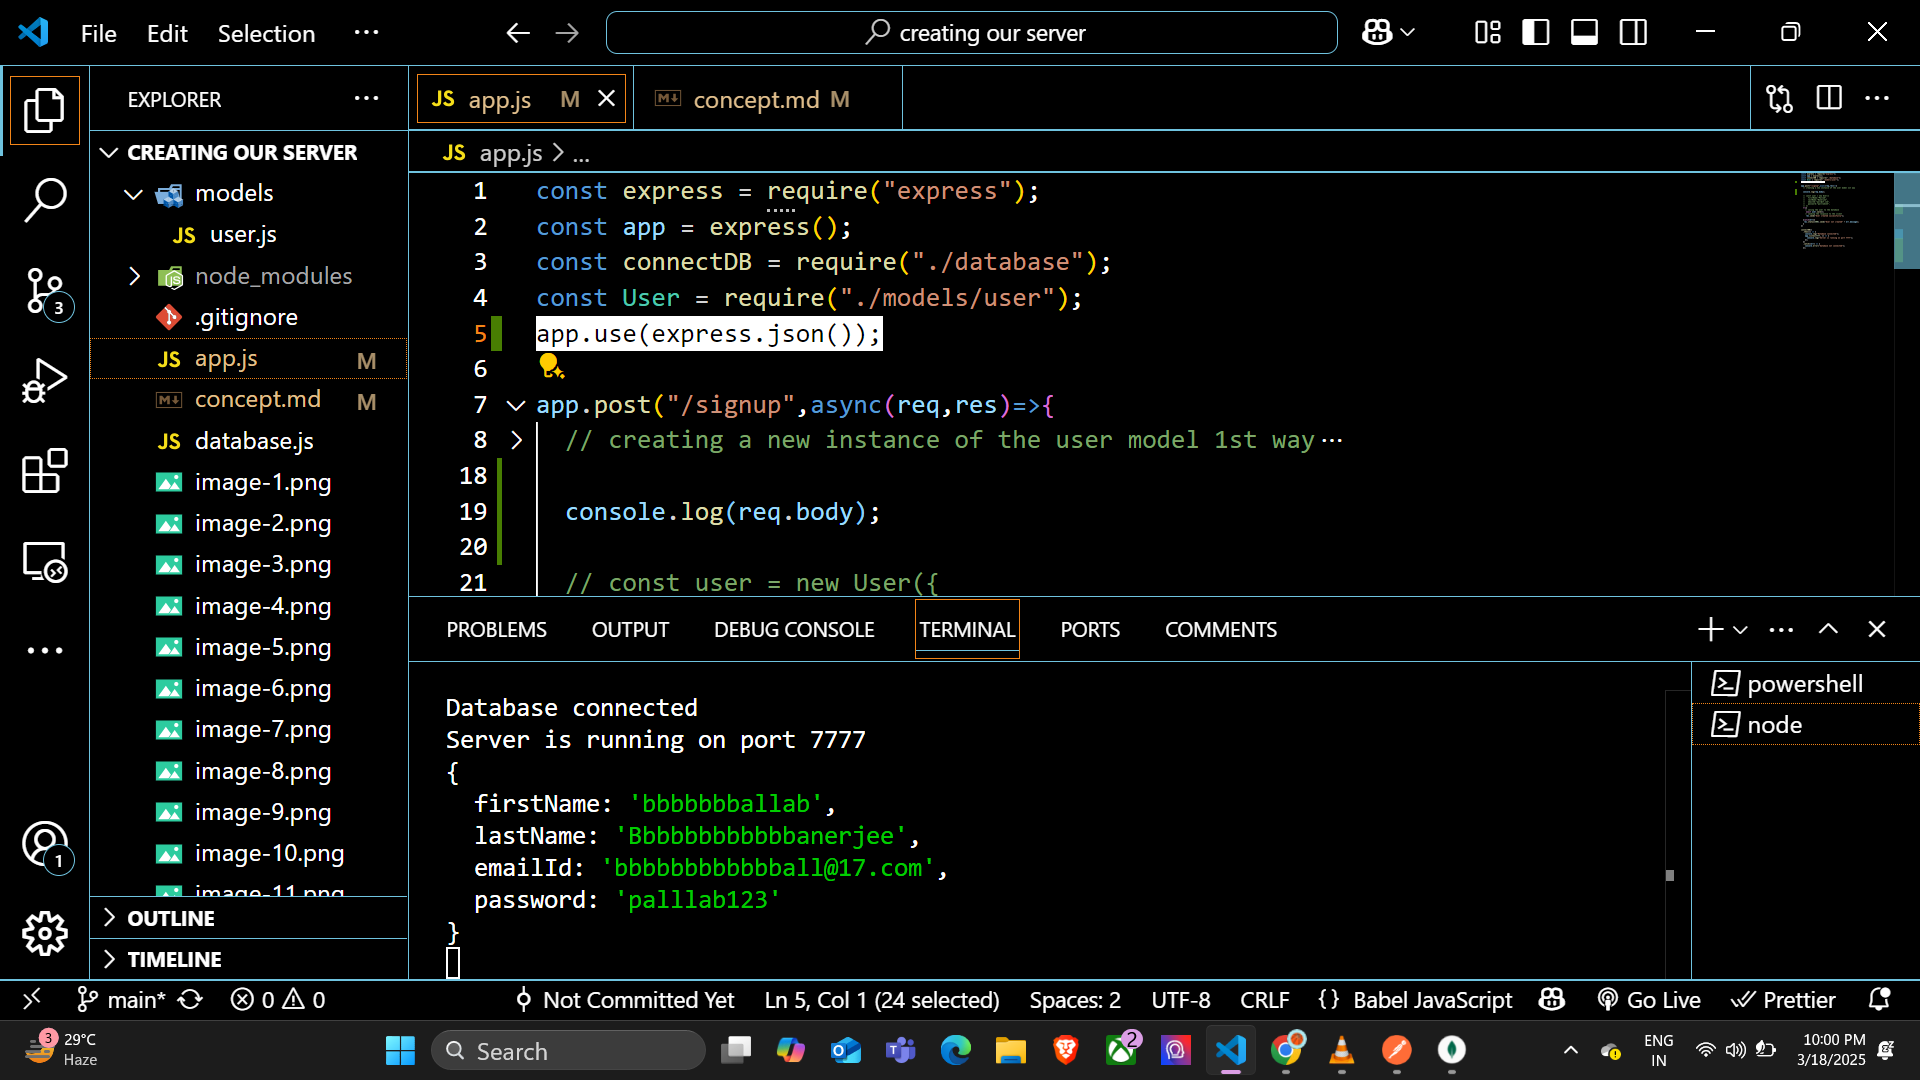 File Edit Selection ···
creating our server
EXPLORER
CREATING OUR SERVER
models
JS user.js
node_modules
.gitignore
JS app.js M
concept.md M
JS database.js
image-1.png
image-2.png
image-3.png
image-4.png
image-5.png
image-6.png
image-7.png
image-8.png
image-9.png
image-10.png
image-11.png
OUTLINE
TIMELINE
3
1
JS app.js M
concept.md M
JS app.js > ...
1 const express = require("express");
2 const app = express();
3 const connectDB = require("./database");
4 const User = require("./models/user");
5 app.use(express.json());
6
7 app.post("/signup",async(req,res)=>{
8 // creating a new instance of the user model 1st way ···
18
19 console.log(req.body);
20
21 // const user = new User({
PROBLEMS OUTPUT DEBUG CONSOLE TERMINAL PORTS COMMENTS
Database connected
Server is running on port 7777
{
firstName: 'bbbbbbballab',
lastName: 'Bbbbbbbbbbbbanerjee',
emailId: 'bbbbbbbbbbbball@17.com',
password: 'palllab123'
}
powershell
node
main* 0 0 Not Committed Yet Ln 5, Col 1 (24 selected) Spaces: 2 UTF-8 CRLF {} Babel JavaScript Go Live Prettier
3 29°C
Haze
Search
2
ENG
IN
10:00 PM
3/18/2025